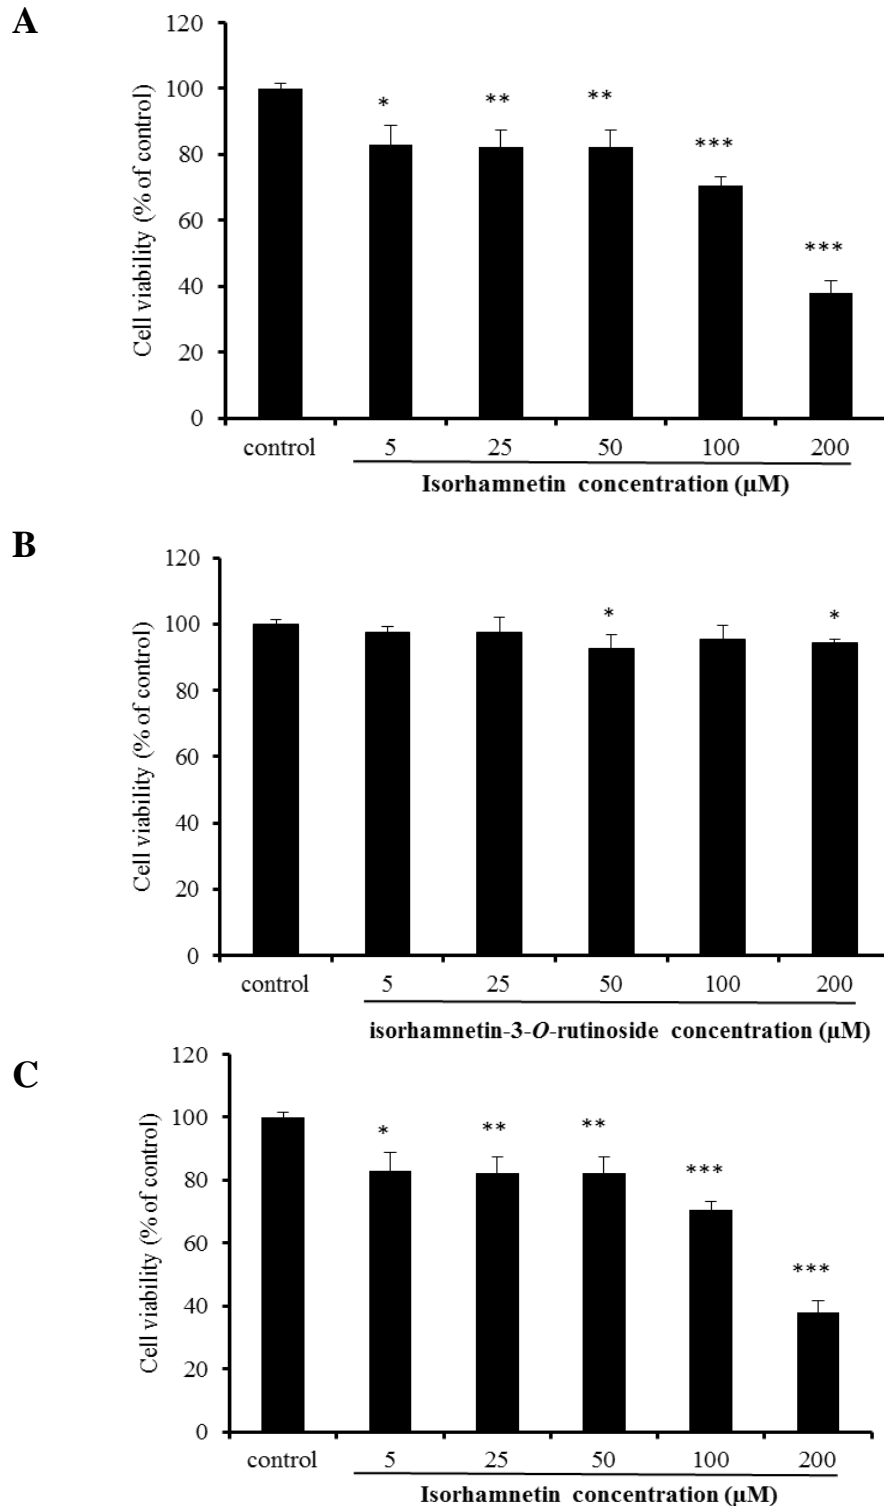 A
Cell viability (% of control)
120
100
80
60
40
20
0
*
**
**
***
***
control 5 25 50 100 200
Isorhamnetin concentration (μM)
B
Cell viability (% of control)
120
100
80
60
40
20
0
*
*
control 5 25 50 100 200
isorhamnetin-3-O-rutinoside concentration (μM)
C
Cell viability (% of control)
120
100
80
60
40
20
0
*
**
**
***
***
control 5 25 50 100 200
Isorhamnetin concentration (μM)